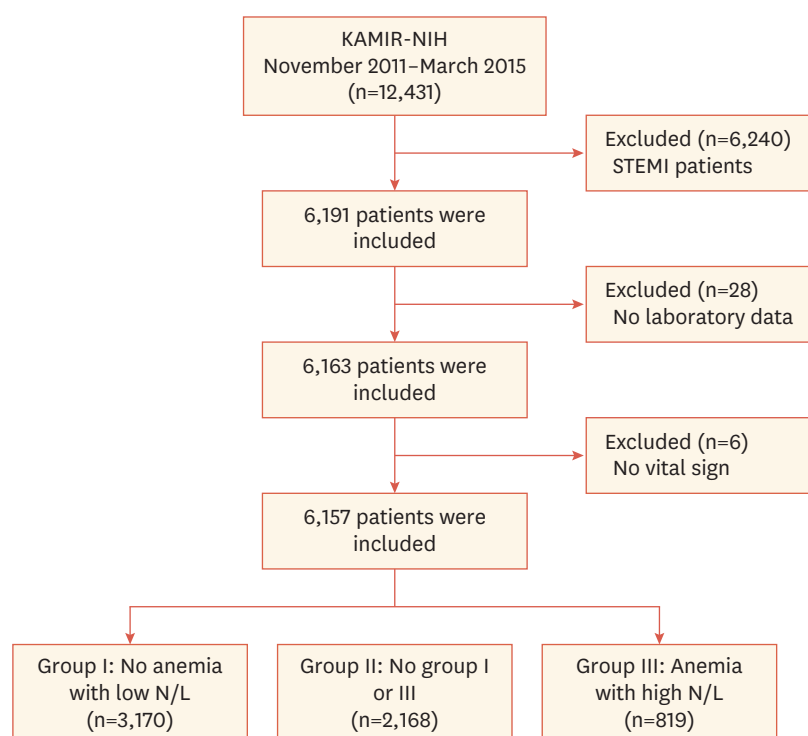 KAMIR-NIH
November 2011–March 2015
(n=12,431)
Excluded (n=6,240)
STEMI patients
6,191 patients were
included
Excluded (n=28)
No laboratory data
6,163 patients were
included
Excluded (n=6)
No vital sign
6,157 patients were
included
Group I: No anemia
with low N/L
(n=3,170)
Group II: No group I
or III
(n=2,168)
Group III: Anemia
with high N/L
(n=819)